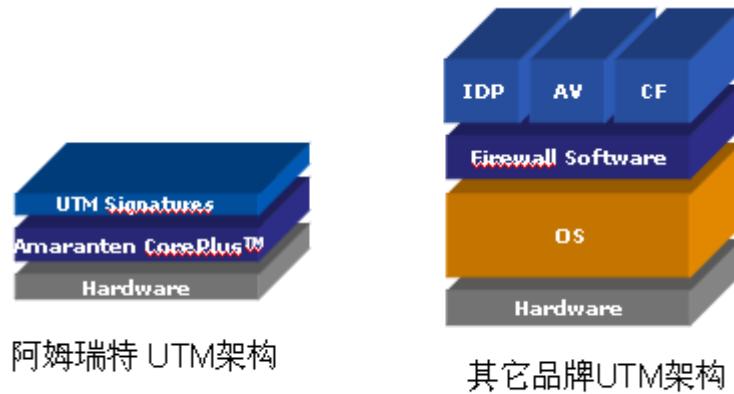 UTM Signatures
Amaranten CorePlus™
Hardware
阿姆瑞特 UTM架构
IDP AV CF
Firewall Software
OS
Hardware
其它品牌UTM架构